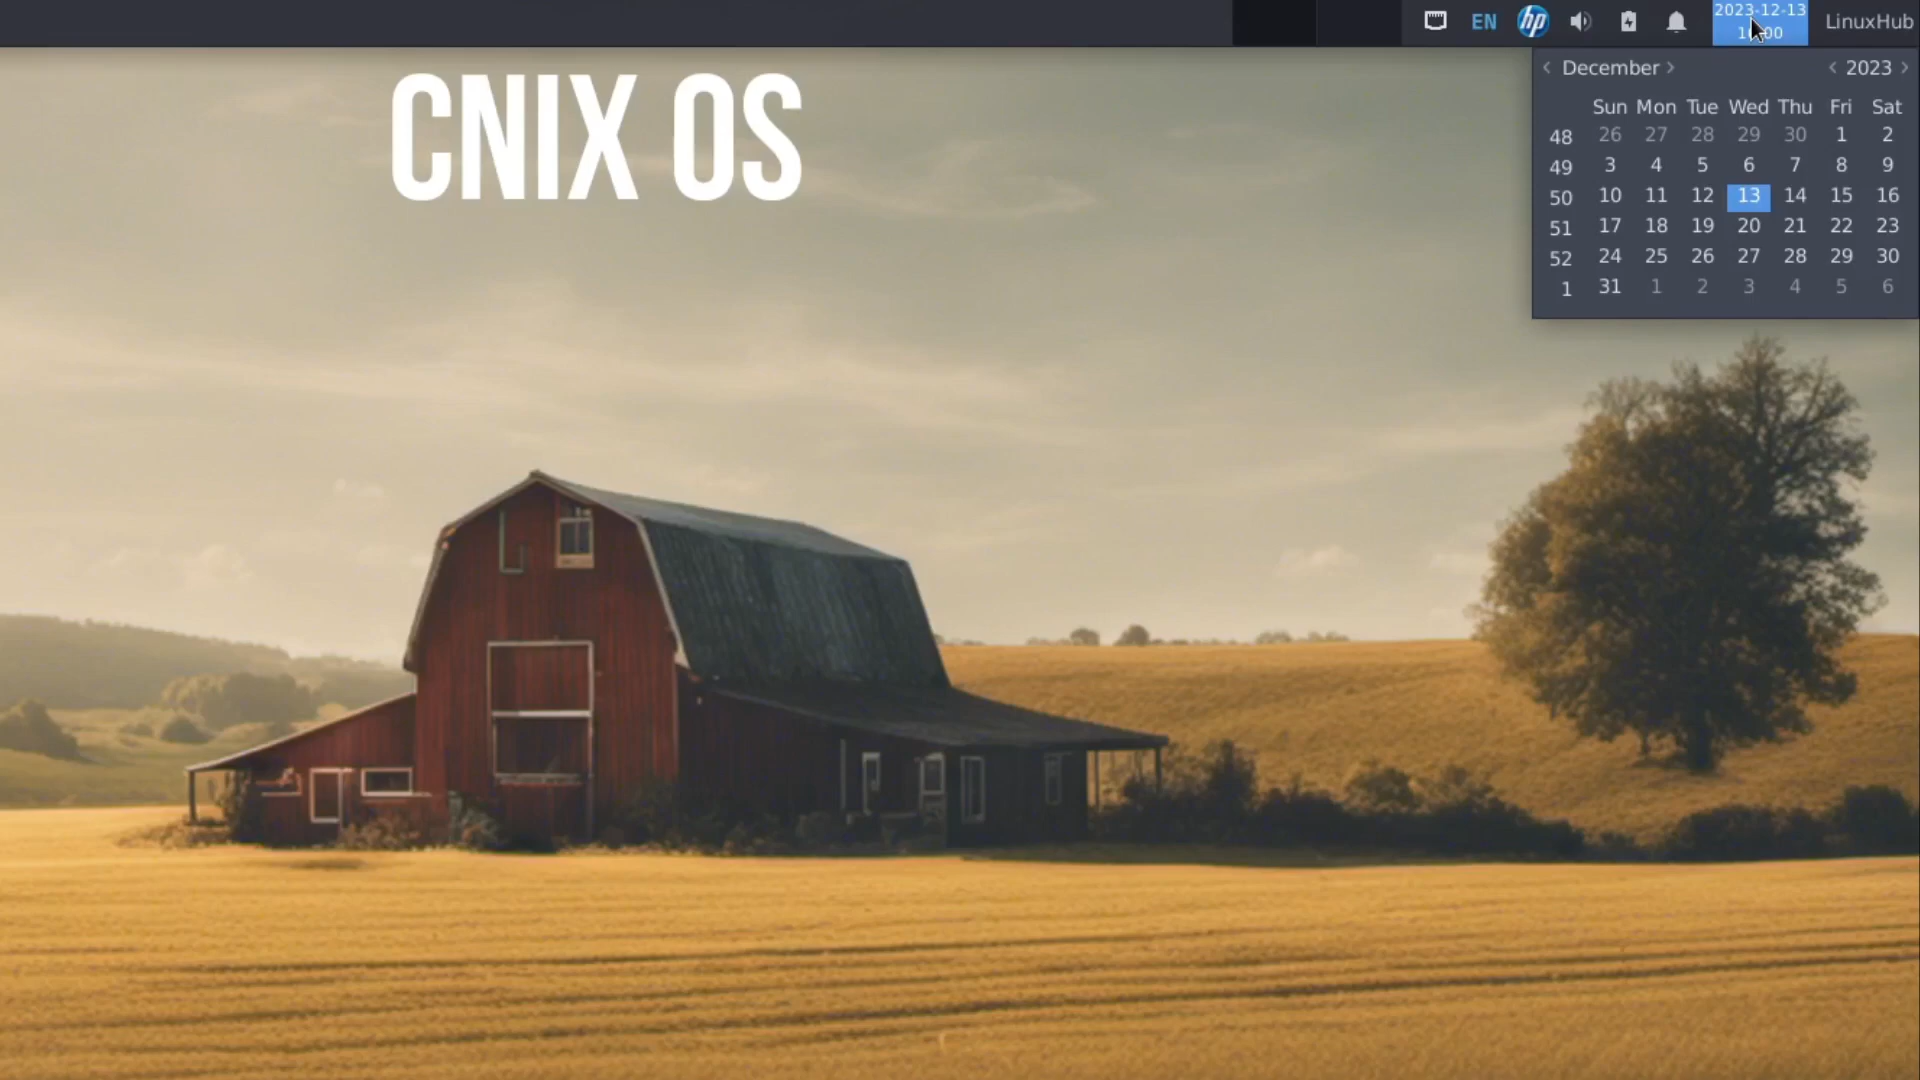 EN
hp
2023-12-13
LinuxHub
CNIX OS
December 2023
Sun Mon Tue Wed Thu Fri Sat
48 26 27 28 29 30 1 2
49 3 4 5 6 7 8 9
50 10 11 12 13 14 15 16
51 17 18 19 20 21 22 23
52 24 25 26 27 28 29 30
1 31 1 2 3 4 5 6